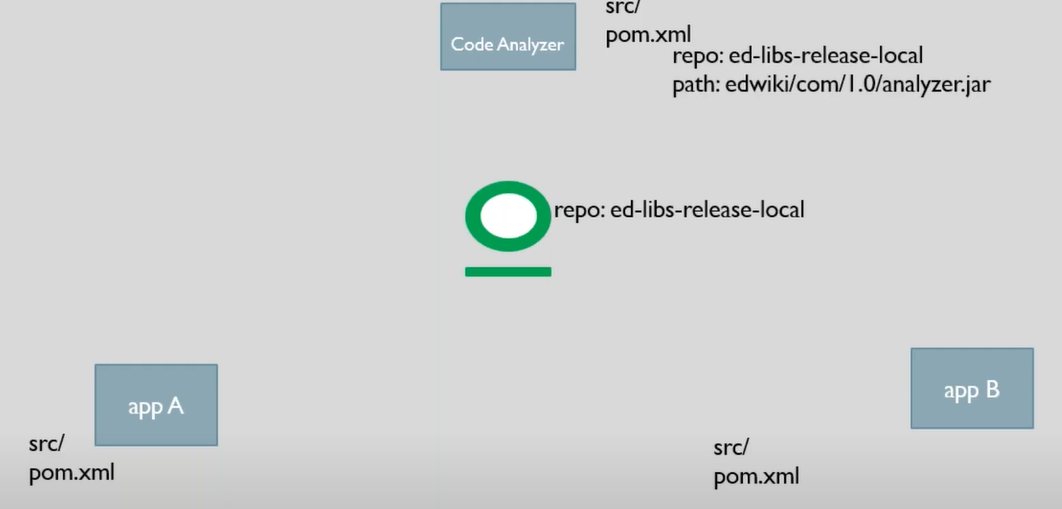 src/
pom.xml
Code Analyzer
repo: ed-libs-release-local
path: edwiki/com/1.0/analyzer.jar
repo: ed-libs-release-local
app A
src/
pom.xml
app B
src/
pom.xml